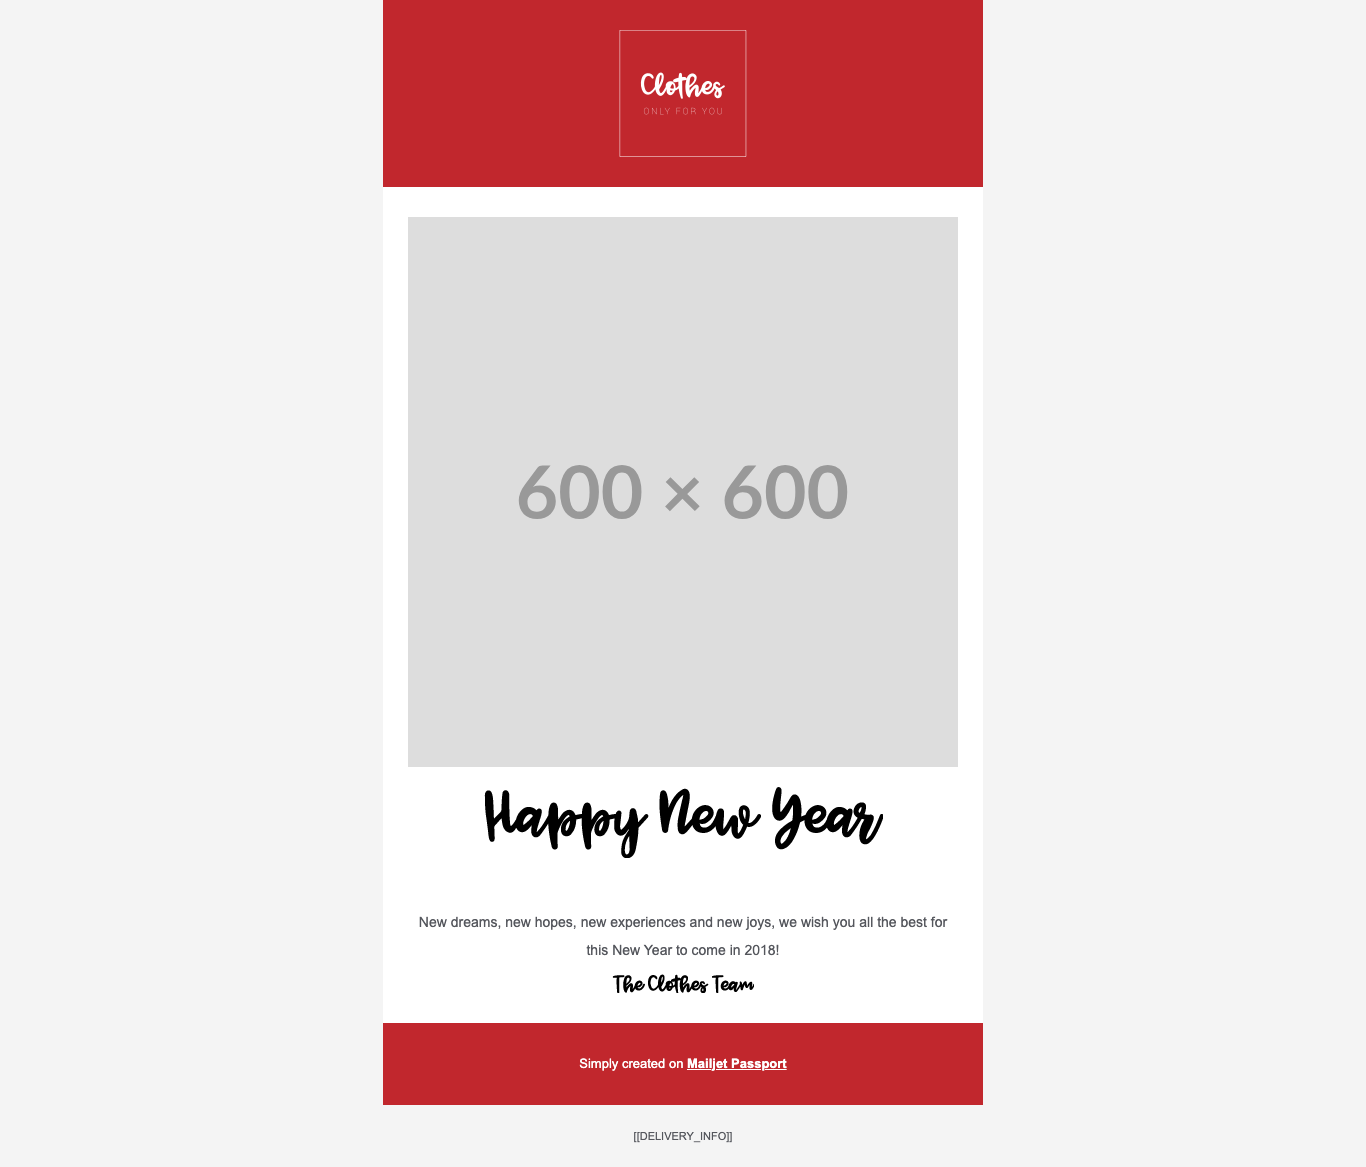 Clothes
ONLY FOR YOU
600 × 600
Happy New Year
New dreams, new hopes, new experiences and new joys, we wish you all the best for
this New Year to come in 2018!
The Clothes Team
Simply created on Mailjet Passport
[[DELIVERY_INFO]]